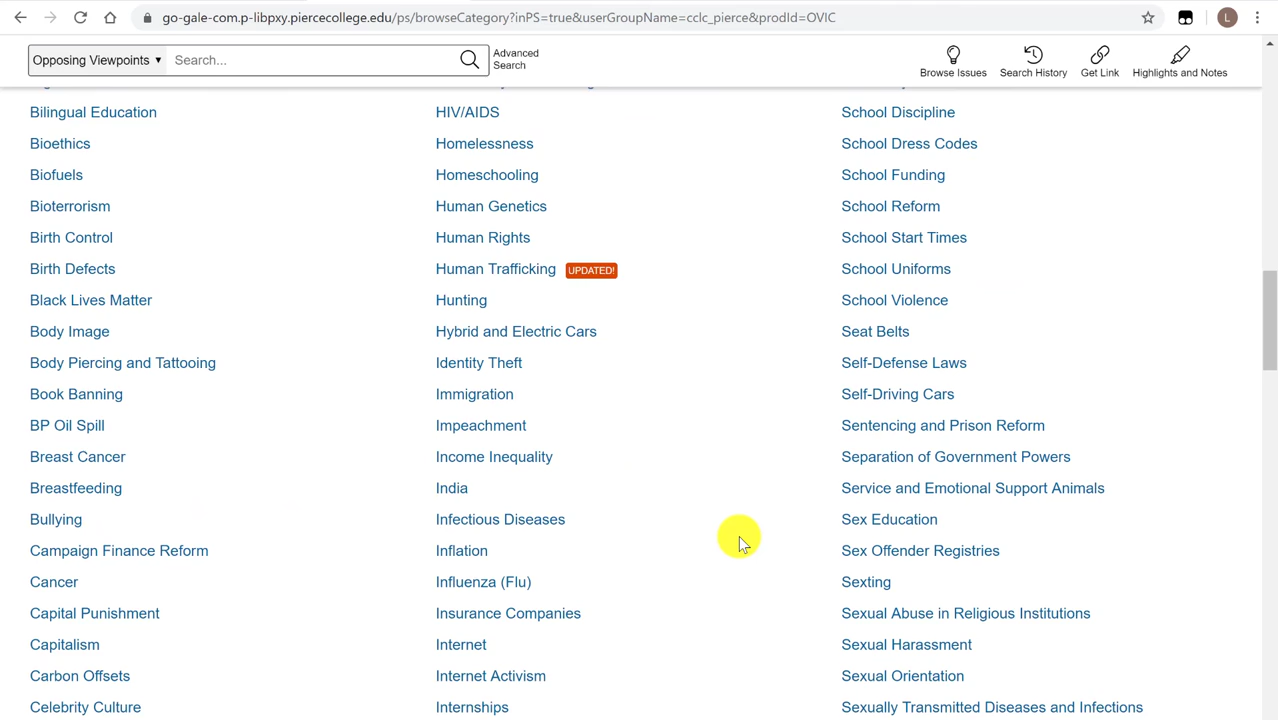 go-gale-com.p-libpxy.piercecollege.edu/ps/browseCategory?inPS=true&userGroupName=cclc_pierce&prodId=OVIC
L
Opposing Viewpoints
Search...
Advanced
Search
Browse Issues
Search History
Get Link
Highlights and Notes
Bilingual Education
Bioethics
Biofuels
Bioterrorism
Birth Control
Birth Defects
Black Lives Matter
Body Image
Body Piercing and Tattooing
Book Banning
BP Oil Spill
Breast Cancer
Breastfeeding
Bullying
Campaign Finance Reform
Cancer
Capital Punishment
Capitalism
Carbon Offsets
Celebrity Culture
HIV/AIDS
Homelessness
Homeschooling
Human Genetics
Human Rights
Human Trafficking UPDATED!
Hunting
Hybrid and Electric Cars
Identity Theft
Immigration
Impeachment
Income Inequality
India
Infectious Diseases
Inflation
Influenza (Flu)
Insurance Companies
Internet
Internet Activism
Internships
School Discipline
School Dress Codes
School Funding
School Reform
School Start Times
School Uniforms
School Violence
Seat Belts
Self-Defense Laws
Self-Driving Cars
Sentencing and Prison Reform
Separation of Government Powers
Service and Emotional Support Animals
Sex Education
Sex Offender Registries
Sexting
Sexual Abuse in Religious Institutions
Sexual Harassment
Sexual Orientation
Sexually Transmitted Diseases and Infections